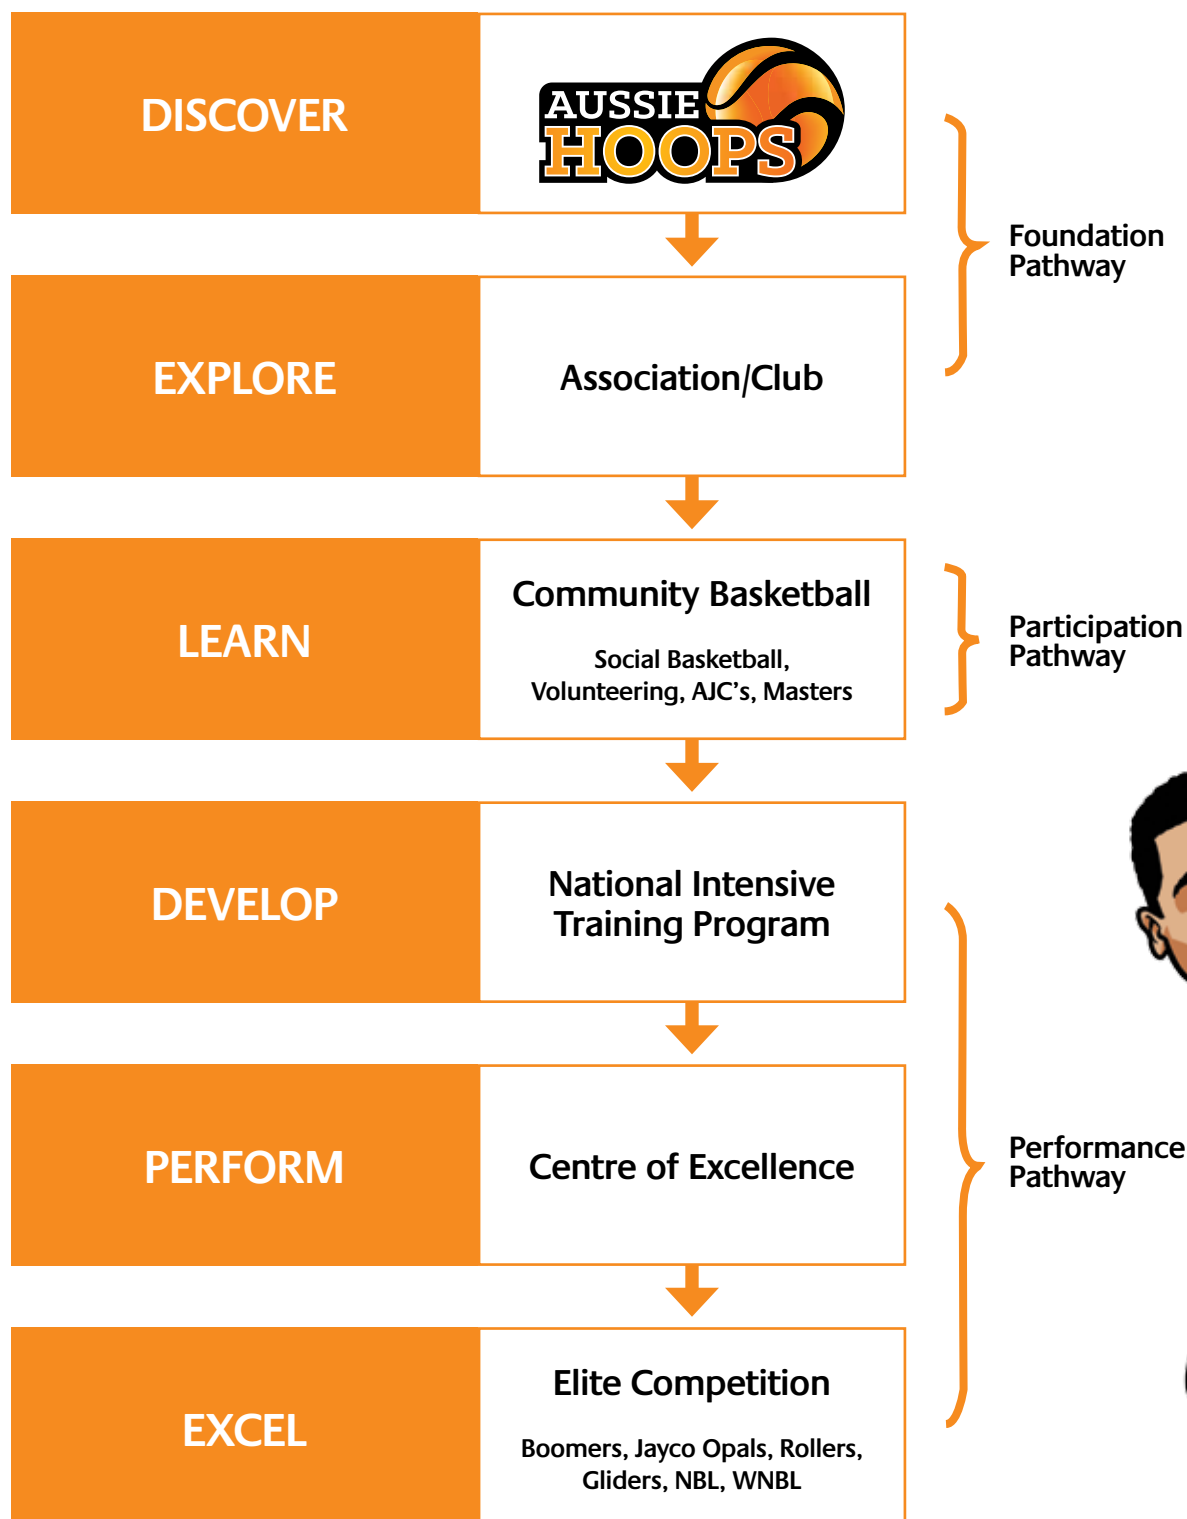 DISCOVER
AUSSIE
HOOPS
Foundation
Pathway
EXPLORE
Association/Club
LEARN
Community Basketball
Social Basketball,
Volunteering, AJC's, Masters
Participation
Pathway
DEVELOP
National Intensive
Training Program
PERFORM
Centre of Excellence
Performance
Pathway
EXCEL
Elite Competition
Boomers, Jayco Opals, Rollers,
Gliders, NBL, WNBL